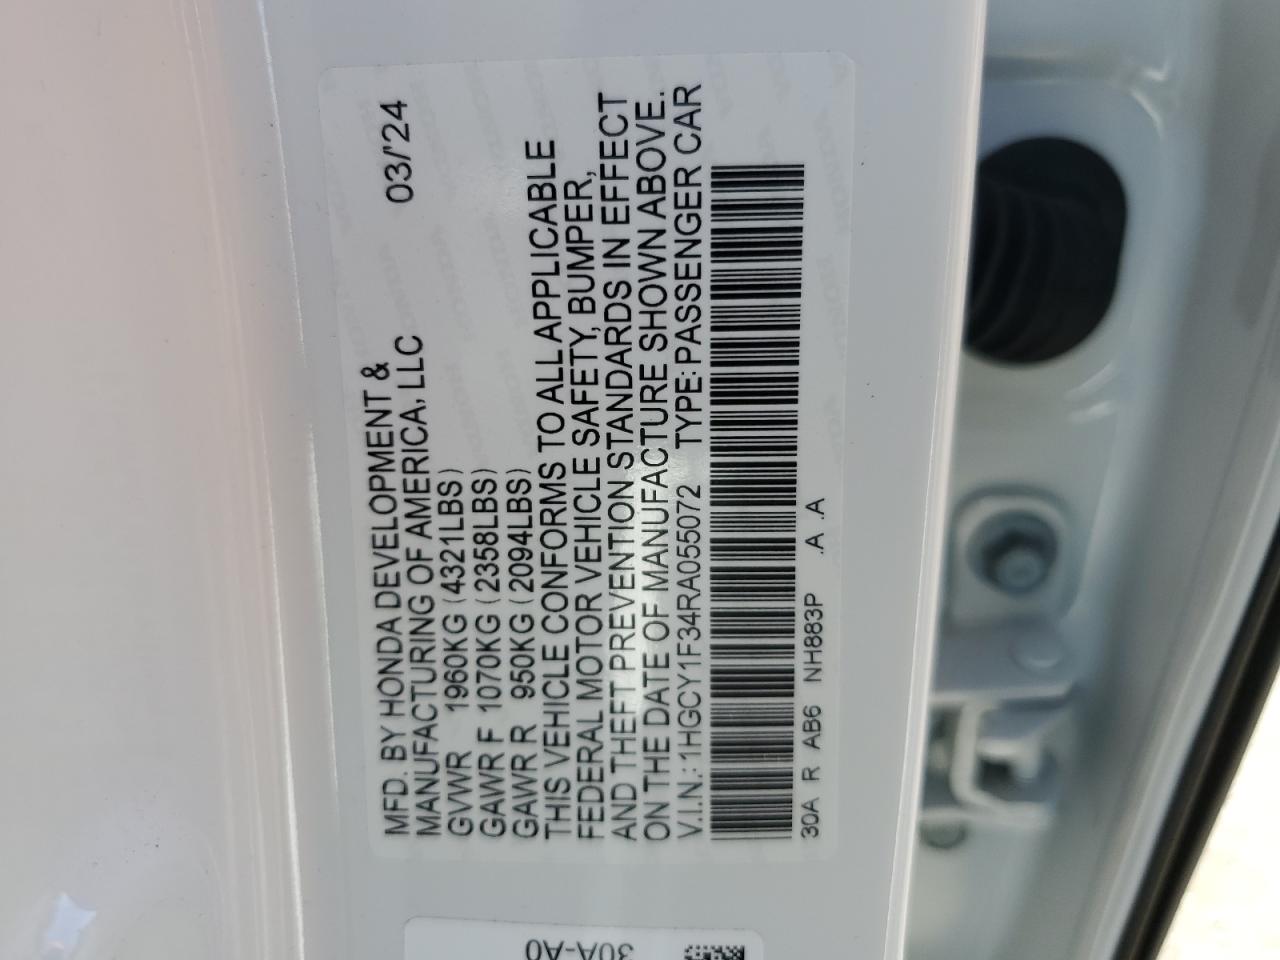 MFD. BY HONDA DEVELOPMENT &
MANUFACTURING OF AMERICA, LLC 03/'24
GVWR 1960KG (4321LBS)
GAWR F 1070KG (2358LBS)
GAWR R 950KG (2094LBS)
THIS VEHICLE CONFORMS TO ALL APPLICABLE
FEDERAL MOTOR VEHICLE SAFETY, BUMPER,
AND THEFT PREVENTION STANDARDS IN EFFECT
ON THE DATE OF MANUFACTURE SHOWN ABOVE.
V.I.N.: 1HGCY1F34RA055072 TYPE: PASSENGER CAR
30A R AB6 NH883P .A .A
30A-A0